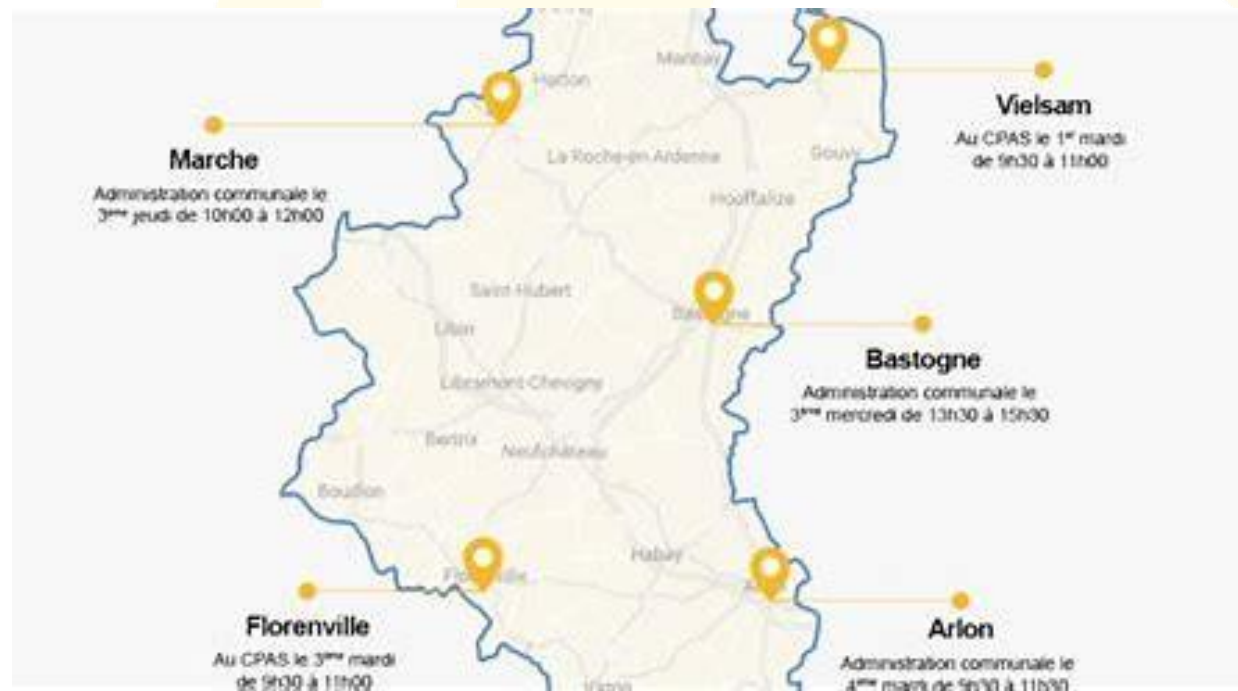 Manhay
Hotton
Vielsam
Au CPAS le 1er mardi
de 9h30 à 11h00
Marche
Administration communale le
3ème jeudi de 10h00 à 12h00
La Roche-en-Ardenne
Gouvy
Houffalize
Saint-Hubert
Bastogne
Libin
Bastogne
Administration communale le
3ème mercredi de 13h30 à 15h30
Libramont-Chevigny
Bertrix
Neufchâteau
Bouillon
Habay
Florenville
Florenville
Au CPAS le 3ème mardi
de 9h30 à 11h00
Arlon
Administration communale le
4ème mardi de 9h30 à 11h30
Virton